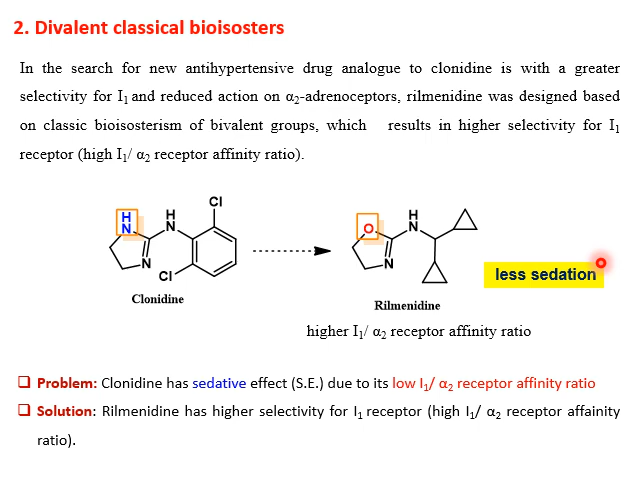 2. Divalent classical bioisosters
In the search for new antihypertensive drug analogue to clonidine is with a greater
selectivity for I₁ and reduced action on α₂-adrenoceptors, rilmenidine was designed based
on classic bioisosterism of bivalent groups, which results in higher selectivity for I₁
receptor (high I₁/ α₂ receptor affinity ratio).
Cl
H
N
H
N
N
Cl
Clonidine
O
H
N
N
Rilmenidine
less sedation
higher I₁/ α₂ receptor affinity ratio
Problem: Clonidine has sedative effect (S.E.) due to its low I₁/ α₂ receptor affinity ratio
Solution: Rilmenidine has higher selectivity for I₁ receptor (high I₁/ α₂ receptor affainity
ratio).